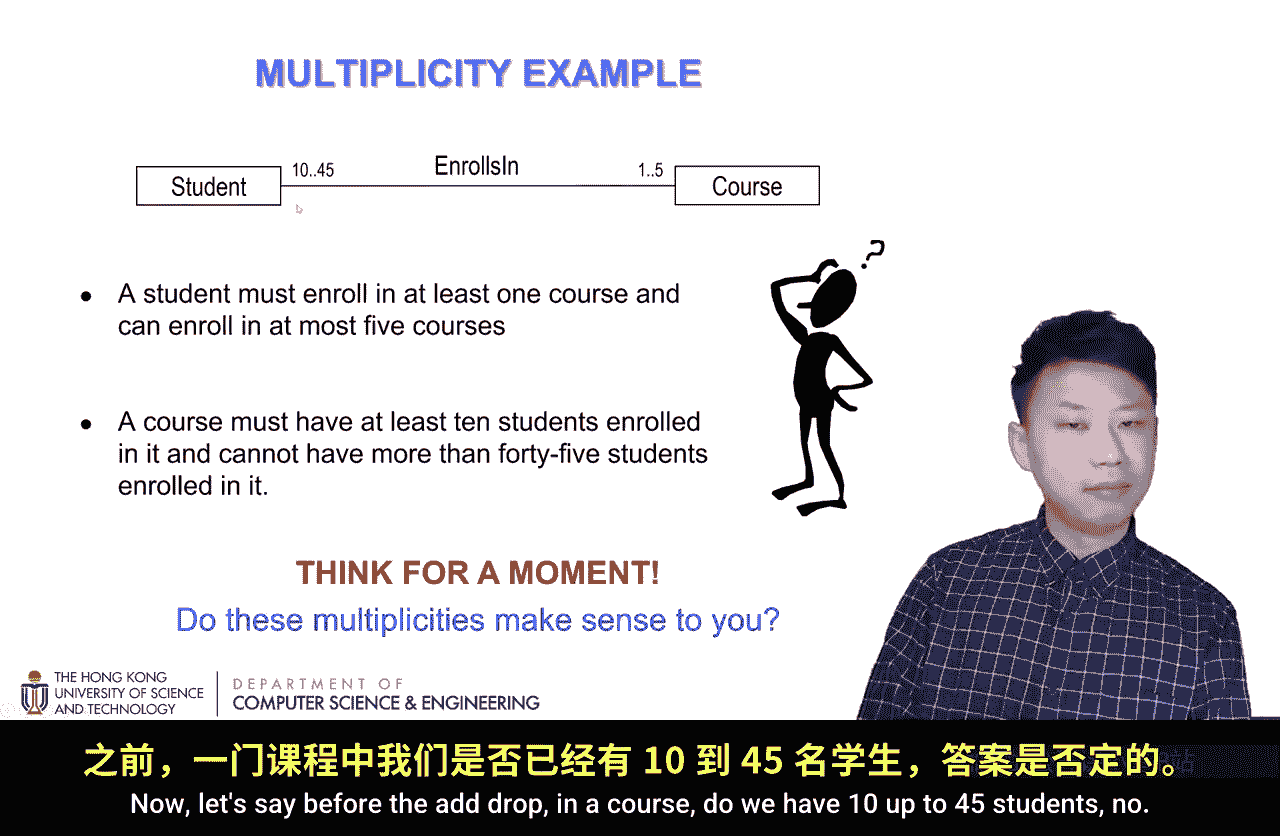 MULTIPLICITY EXAMPLE
Student
10..45
EnrollsIn
1..5
Course
?
• A student must enroll in at least one course and
can enroll in at most five courses
• A course must have at least ten students enrolled
in it and cannot have more than forty-five students
enrolled in it.
THINK FOR A MOMENT!
Do these multiplicities make sense to you?
THE HONG KONG
UNIVERSITY OF SCIENCE
AND TECHNOLOGY
DEPARTMENT OF
COMPUTER SCIENCE & ENGINEERING
之前，一门课程中我们是否已经有 10 到 45 名学生，答案是否定的。
Now, let's say before the add drop, in a course, do we have 10 up to 45 students, no.